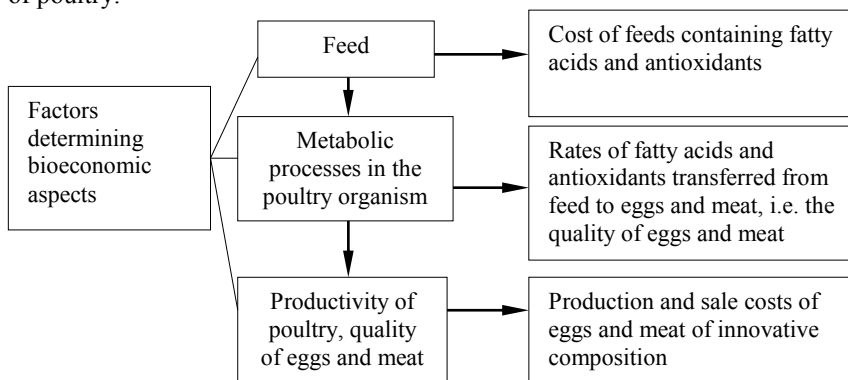 of poultry.
Feed
Cost of feeds containing fatty
acids and antioxidants
Factors
determining
bioeconomic
aspects
Metabolic
processes in the
poultry organism
Rates of fatty acids and
antioxidants transferred from
feed to eggs and meat, i.e. the
quality of eggs and meat
Productivity of
poultry, quality
of eggs and meat
Production and sale costs of
eggs and meat of innovative
composition